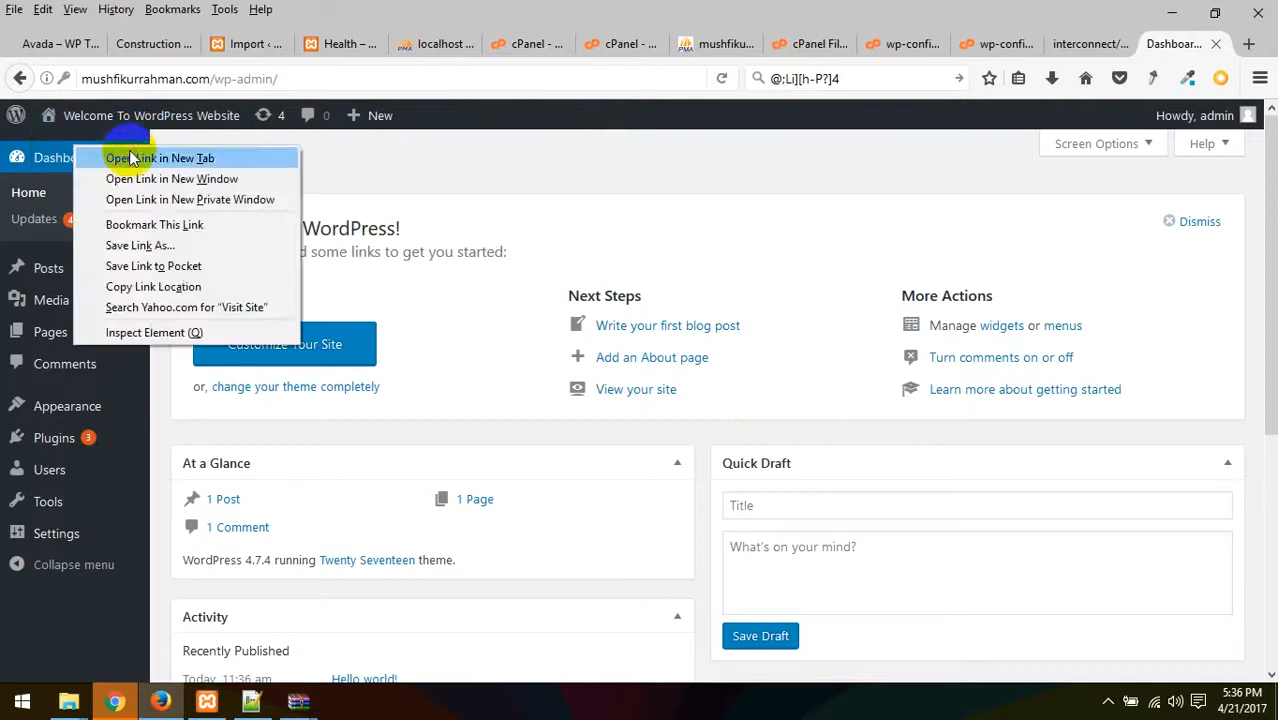 File Edit View History Bookmarks Tools Help
Avada – WP T... Construction ... Import ‹ ... Health – ... localhost ... cPanel - ... cPanel - ... mushfiku... cPanel Fil... wp-confi... wp-confi... interconnect/... Dashboar...
mushfikurrahman.com/wp-admin/ @;Li][h-P?]4
Welcome To WordPress Website 4 0 New Howdy, admin
Dashbo
Open Link in New Tab
Screen Options Help
Open Link in New Window
Home
Open Link in New Private Window
Updates 4
Bookmark This Link
WordPress! Dismiss
Save Link As...
d some links to get you started:
Posts Save Link to Pocket
Copy Link Location
Media Next Steps More Actions
Search Yahoo.com for “Visit Site”
Pages Inspect Element (Q) Write your first blog post Manage widgets or menus
Customize Your Site
Comments Add an About page Turn comments on or off
or, change your theme completely View your site Learn more about getting started
Appearance
Plugins 3
Users At a Glance Quick Draft
Tools 1 Post 1 Page Title
Settings 1 Comment What's on your mind?
Collapse menu WordPress 4.7.4 running Twenty Seventeen theme.
Activity
Save Draft
Recently Published
Today, 11:36 am Hello world!
5:36 PM
4/21/2017